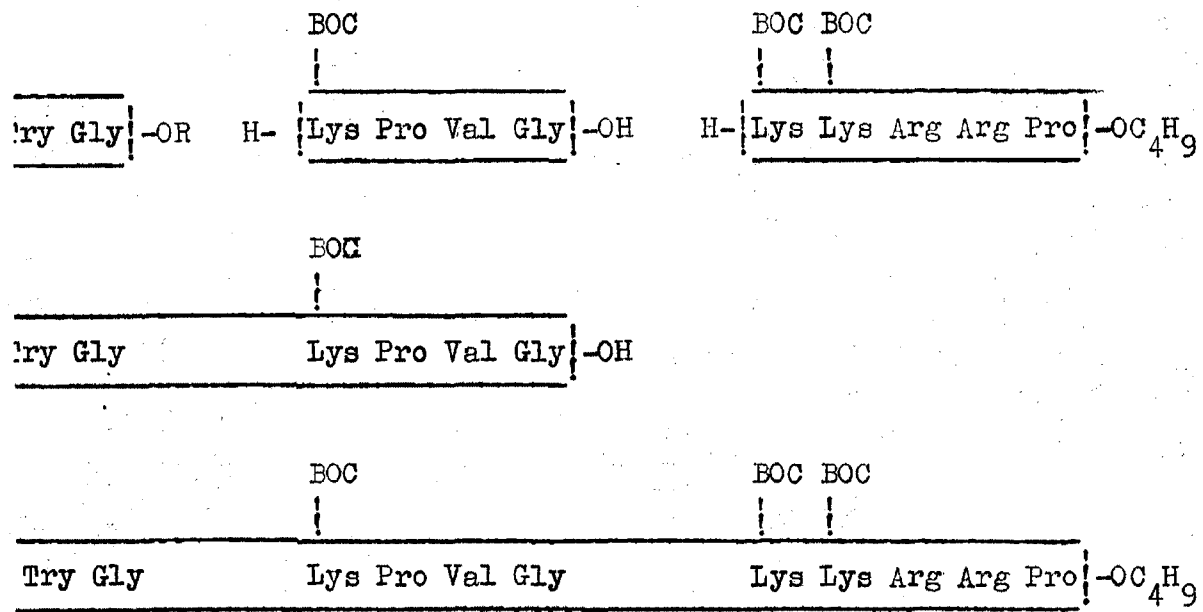 BOC BOC BOC
Try Gly -OR H- Lys Pro Val Gly -OH H- Lys Lys Arg Arg Pro -OC4H9
BOC
Try Gly Lys Pro Val Gly -OH
BOC BOC BOC
Try Gly Lys Pro Val Gly Lys Lys Arg Arg Pro -OC4H9